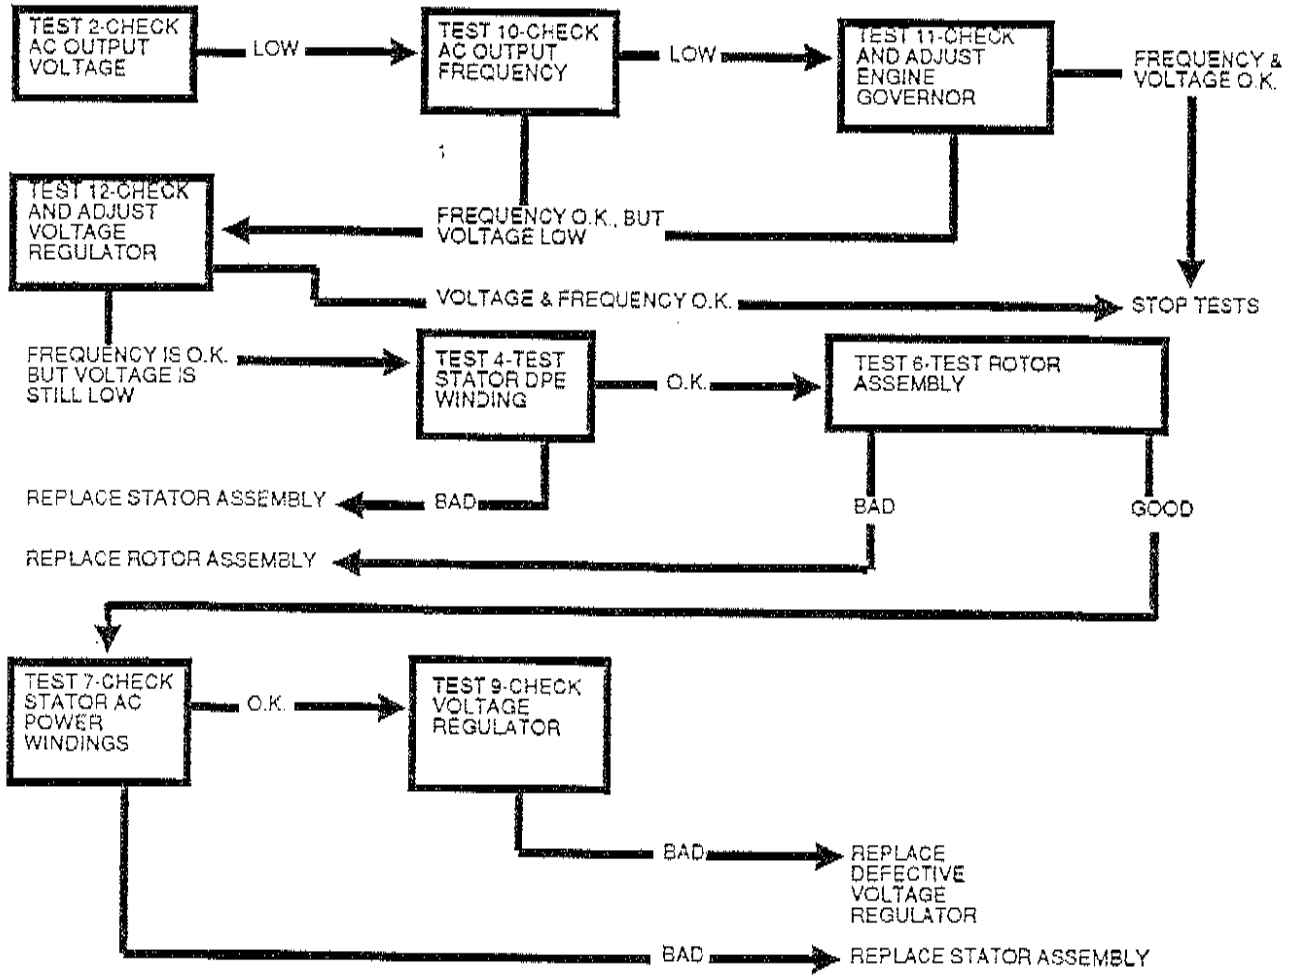 TEST 2-CHECK
AC OUTPUT
VOLTAGE
LOW
TEST 10-CHECK
AC OUTPUT
FREQUENCY
LOW
TEST 11-CHECK
AND ADJUST
ENGINE
GOVERNOR
FREQUENCY &
VOLTAGE O.K.
1
TEST 12-CHECK
AND ADJUST
VOLTAGE
REGULATOR
FREQUENCY O.K., BUT
VOLTAGE LOW
VOLTAGE & FREQUENCY O.K.
STOP TESTS
FREQUENCY IS O.K.
BUT VOLTAGE IS
STILL LOW
TEST 4-TEST
STATOR DPE
WINDING
O.K.
TEST 6-TEST ROTOR
ASSEMBLY
REPLACE STATOR ASSEMBLY
BAD
BAD
GOOD
REPLACE ROTOR ASSEMBLY
TEST 7-CHECK
STATOR AC
POWER
WINDINGS
O.K.
TEST 9-CHECK
VOLTAGE
REGULATOR
BAD
REPLACE
DEFECTIVE
VOLTAGE
REGULATOR
BAD
REPLACE STATOR ASSEMBLY